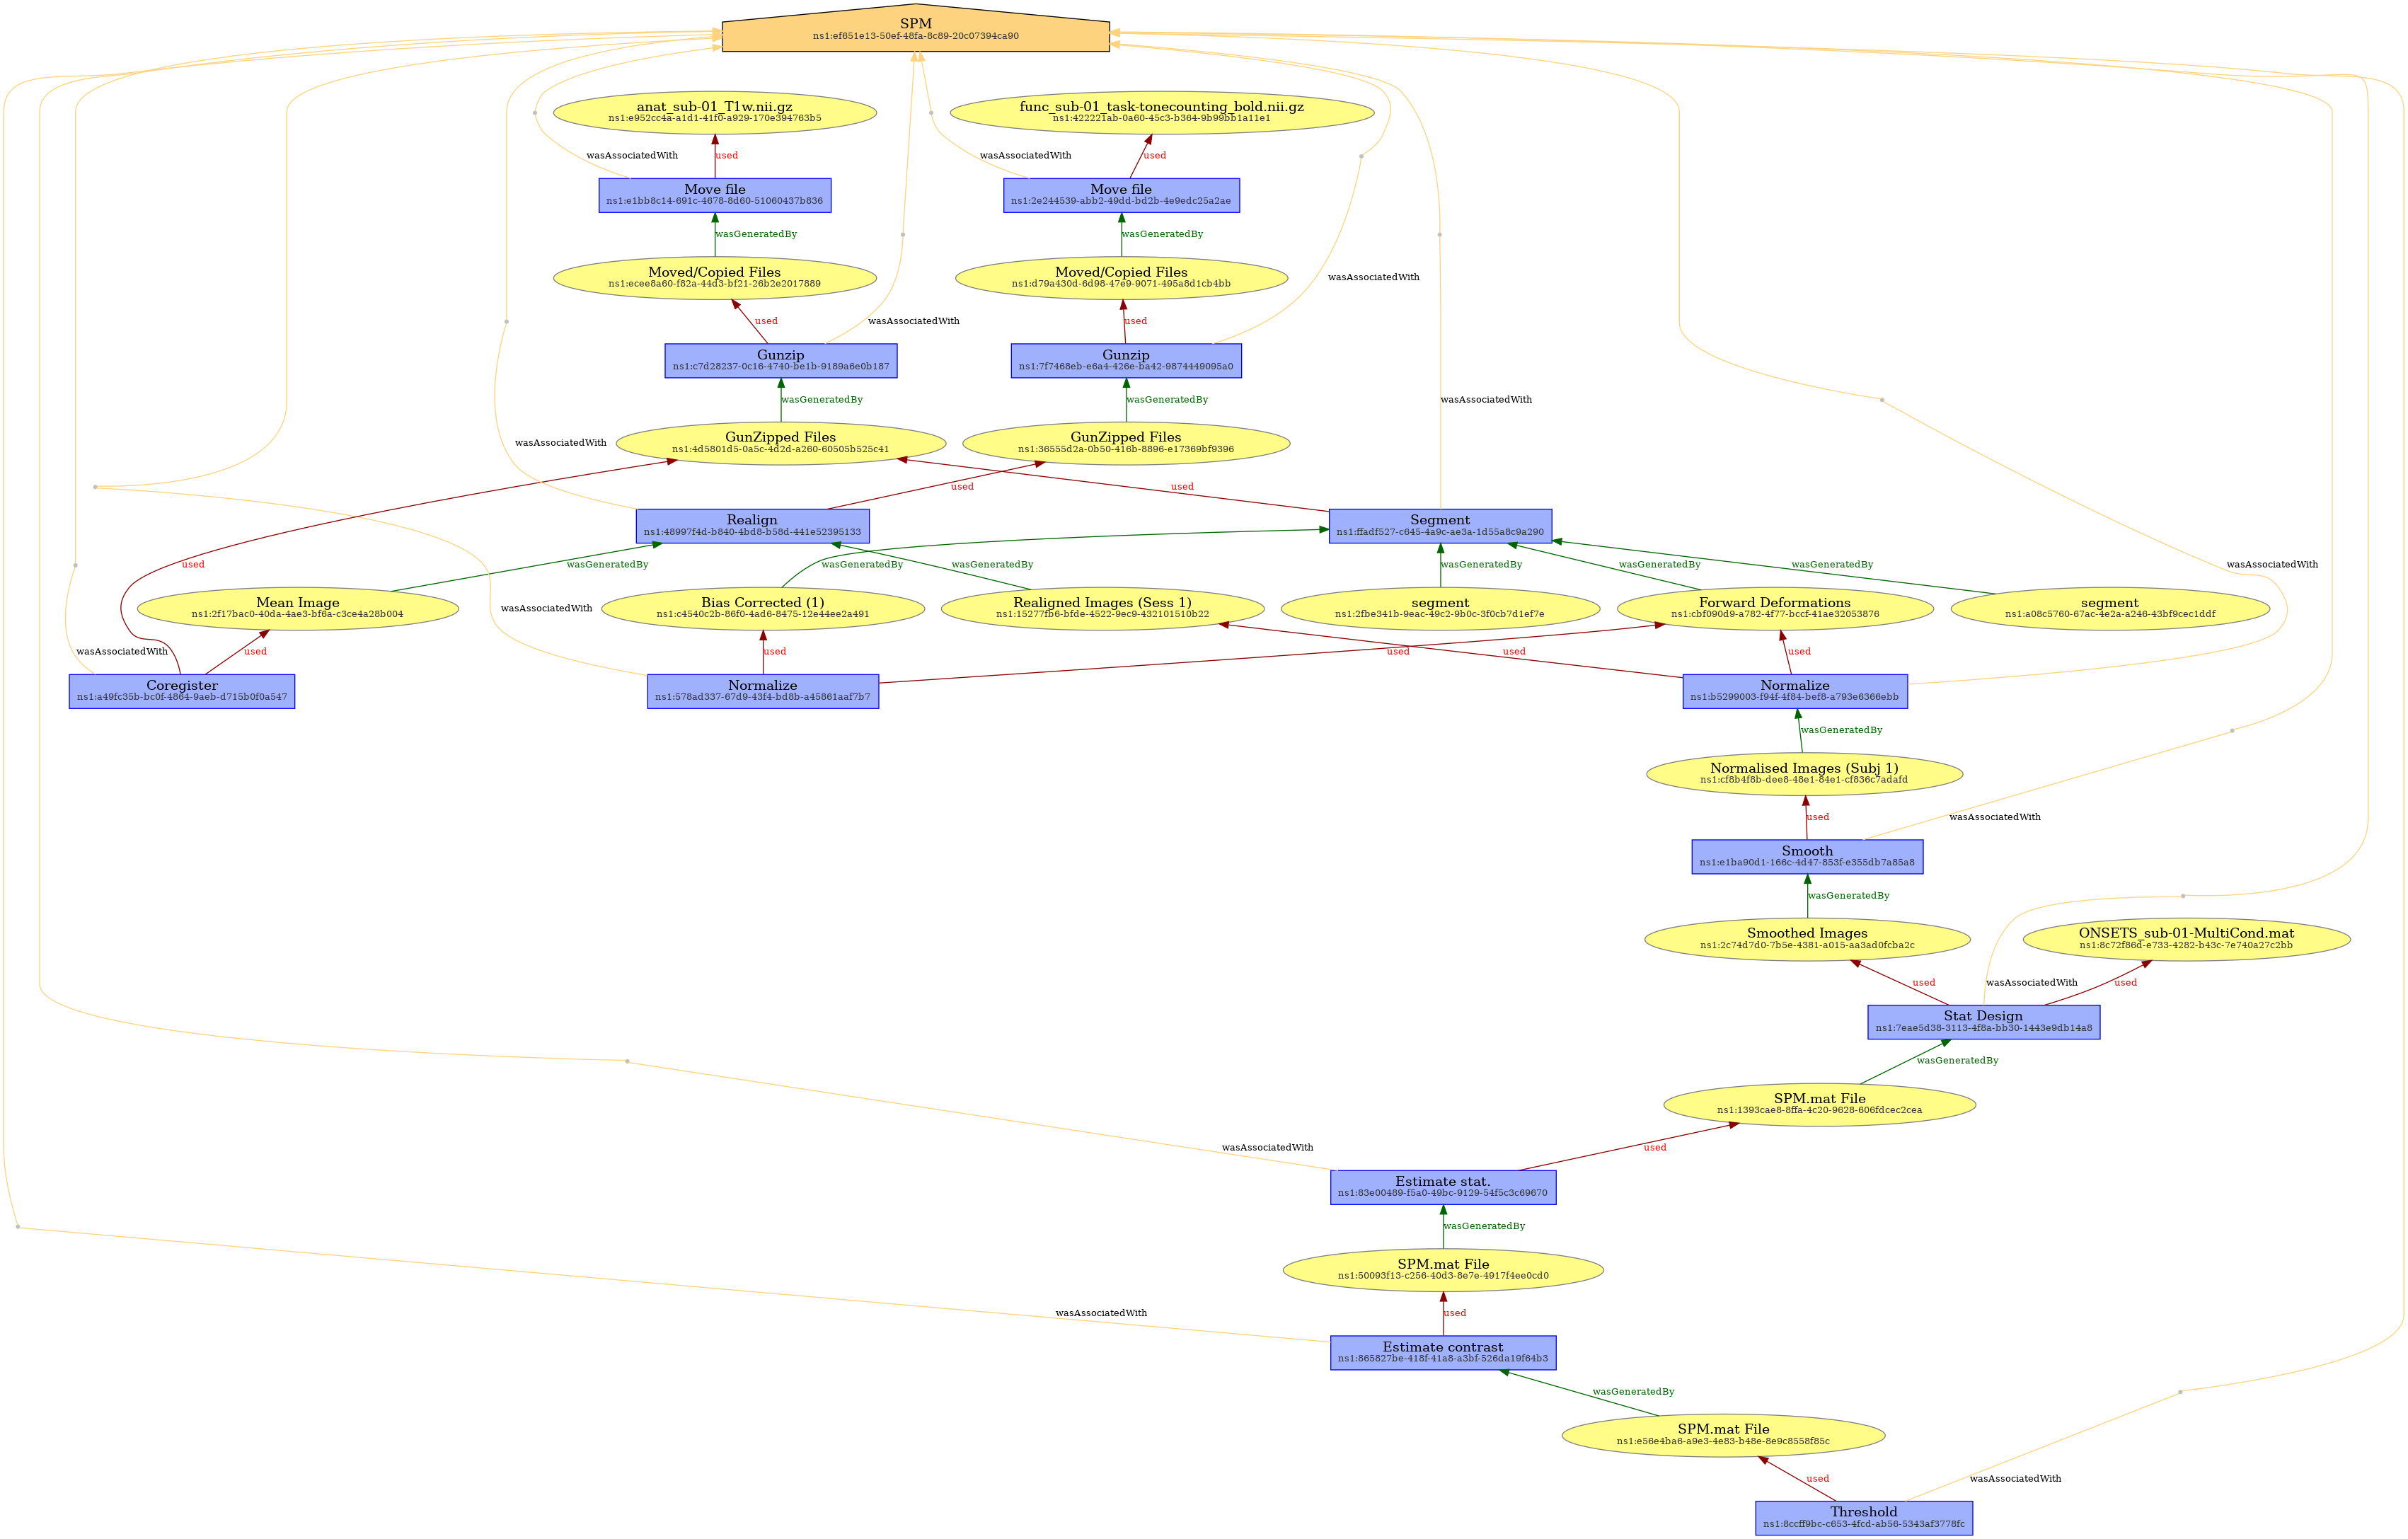 SPM
ns1:ef651e13-50ef-48fa-8c89-20c07394ca90
anat_sub-01_T1w.nii.gz
ns1:e952cc4a-a1d1-41f0-a929-170e394763b5
func_sub-01_task-tonecounting_bold.nii.gz
ns1:422221ab-0a60-45c3-b364-9b99bb1a11e1
wasAssociatedWith
used
wasAssociatedWith
used
Move file
ns1:e1bb8c14-691c-4678-8d60-51060437b836
Move file
ns1:2e244539-abb2-49dd-bd2b-4e9edc25a2ae
wasGeneratedBy
wasGeneratedBy
Moved/Copied Files
ns1:ecee8a60-f82a-44d3-bf21-26b2e2017889
Moved/Copied Files
ns1:d79a430d-6d98-47e9-9071-495a8d1cb4bb
wasAssociatedWith
used
wasAssociatedWith
used
Gunzip
ns1:c7d28237-0c16-4740-be1b-9189a6e0b187
Gunzip
ns1:7f7468eb-e6a4-426e-ba42-9874449095a0
wasGeneratedBy
wasGeneratedBy
wasAssociatedWith
GunZipped Files
ns1:4d5801d5-0a5c-4d2d-a260-60505b525c41
GunZipped Files
ns1:36555d2a-0b50-416b-8896-e17369bf9396
wasAssociatedWith
used
used
Realign
ns1:48997f4d-b840-4bd8-b58d-441e52395133
Segment
ns1:ffadf527-c645-4a9c-ae3a-1d55a8c9a290
used
wasGeneratedBy
wasGeneratedBy
wasGeneratedBy
wasGeneratedBy
wasGeneratedBy
wasGeneratedBy
wasAssociatedWith
Mean Image
ns1:2f17bac0-40da-4ae3-bf6a-c3ce4a28b004
wasAssociatedWith
Bias Corrected (1)
ns1:c4540c2b-86f0-4ad6-8475-12e44ee2a491
Realigned Images (Sess 1)
ns1:15277fb6-bfde-4522-9ec9-432101510b22
segment
ns1:2fbe341b-9eac-49c2-9b0c-3f0cb7d1ef7e
Forward Deformations
ns1:cbf090d9-a782-4f77-bccf-41ae32053876
segment
ns1:a08c5760-67ac-4e2a-a246-43bf9cec1ddf
wasAssociatedWith
used
used
used
used
used
Coregister
ns1:a49fc35b-bc0f-4864-9aeb-d715b0f0a547
Normalize
ns1:578ad337-67d9-43f4-bd8b-a45861aaf7b7
Normalize
ns1:b5299003-f94f-4f84-bef8-a793e6366ebb
wasGeneratedBy
Normalised Images (Subj 1)
ns1:cf8b4f8b-dee8-48e1-84e1-cf836c7adafd
used
wasAssociatedWith
Smooth
ns1:e1ba90d1-166c-4d47-853f-e355db7a85a8
wasGeneratedBy
Smoothed Images
ns1:2c74d7d0-7b5e-4381-a015-aa3ad0fcba2c
ONSETS_sub-01-MultiCond.mat
ns1:8c72f86d-e733-4282-b43c-7e740a27c2bb
used
wasAssociatedWith
used
Stat Design
ns1:7eae5d38-3113-4f8a-bb30-1443e9db14a8
wasGeneratedBy
SPM.mat File
ns1:1393cae8-8ffa-4c20-9628-606fdcec2cea
wasAssociatedWith
used
Estimate stat.
ns1:83e00489-f5a0-49bc-9129-54f5c3c69670
wasGeneratedBy
SPM.mat File
ns1:50093f13-c256-40d3-8e7e-4917f4ee0cd0
wasAssociatedWith
used
Estimate contrast
ns1:865827be-418f-41a8-a3bf-526da19f64b3
wasGeneratedBy
SPM.mat File
ns1:e56e4ba6-a9e3-4e83-b48e-8e9c8558f85c
used
wasAssociatedWith
Threshold
ns1:8ccff9bc-c653-4fcd-ab56-5343af3778fc